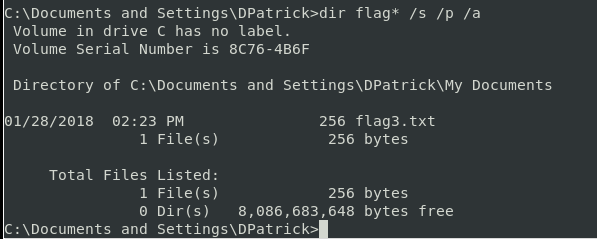 C:\Documents and Settings\DPatrick>dir flag* /s /p /a
Volume in drive C has no label.
Volume Serial Number is 8C76-4B6F
Directory of C:\Documents and Settings\DPatrick\My Documents
01/28/2018  02:23 PM               256 flag3.txt
1 File(s)            256 bytes
Total Files Listed:
1 File(s)            256 bytes
0 Dir(s)   8,086,683,648 bytes free
C:\Documents and Settings\DPatrick>